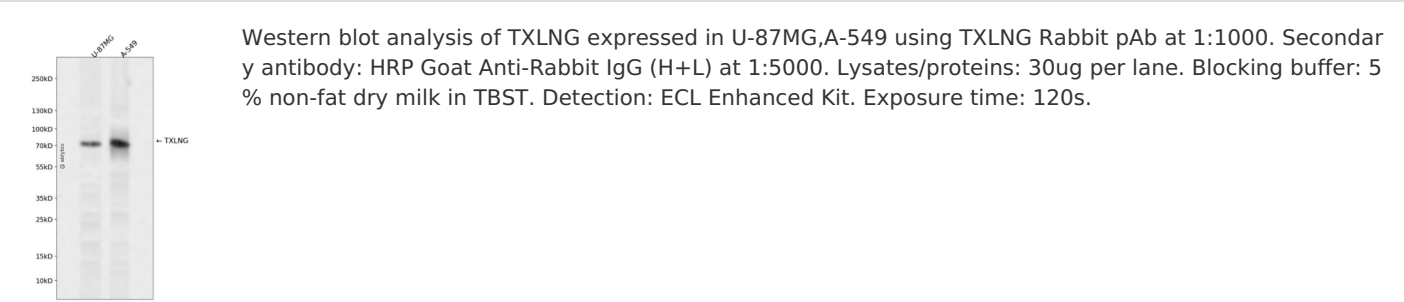 U-87MG
A-549
Western blot analysis of TXLNG expressed in U-87MG,A-549 using TXLNG Rabbit pAb at 1:1000. Secondar
y antibody: HRP Goat Anti-Rabbit IgG (H+L) at 1:5000. Lysates/proteins: 30ug per lane. Blocking buffer: 5
% non-fat dry milk in TBST. Detection: ECL Enhanced Kit. Exposure time: 120s.
250kD
130kD
100kD
70kD
← TXLNG
55kD
35kD
25kD
15kD
10kD